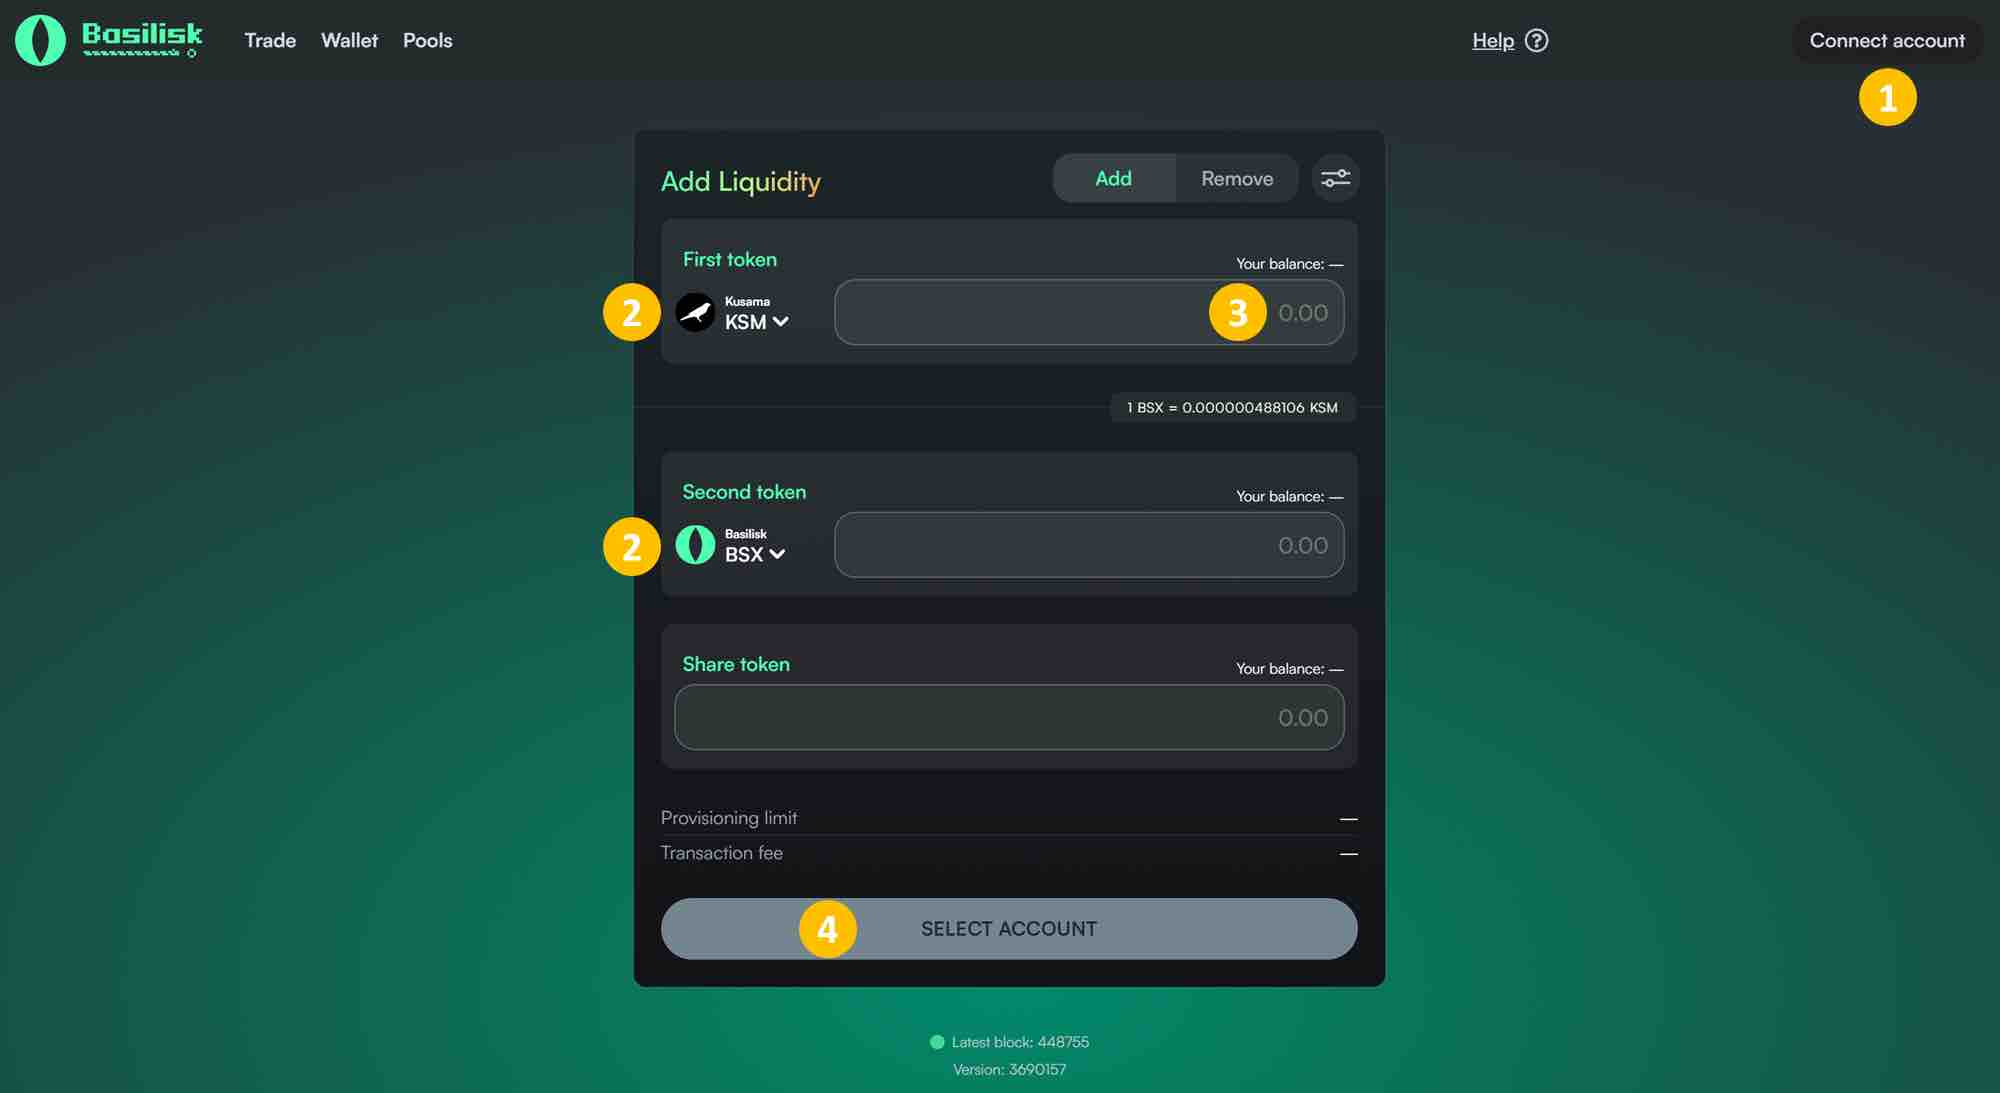 Basilisk
Trade Wallet Pools Help ? Connect account
1
Add Liquidity Add Remove
First token
Your balance: —
2 Kusama
KSM 3 0.00
1 BSX = 0.000000488106 KSM
Second token
Your balance: —
2 Basilisk
BSX 0.00
Share token
Your balance: —
0.00
Provisioning limit —
Transaction fee —
4 SELECT ACCOUNT
Latest block: 448755
Version: 3690157